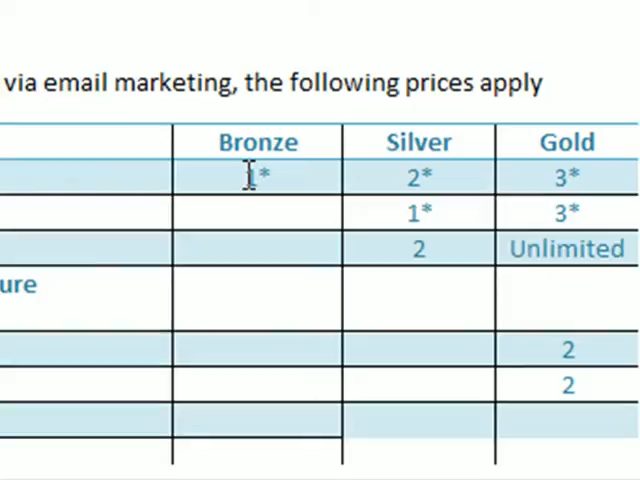 via email marketing, the following prices apply
Bronze Silver Gold
1* 2* 3*
1* 3*
2 Unlimited
ure
2
2